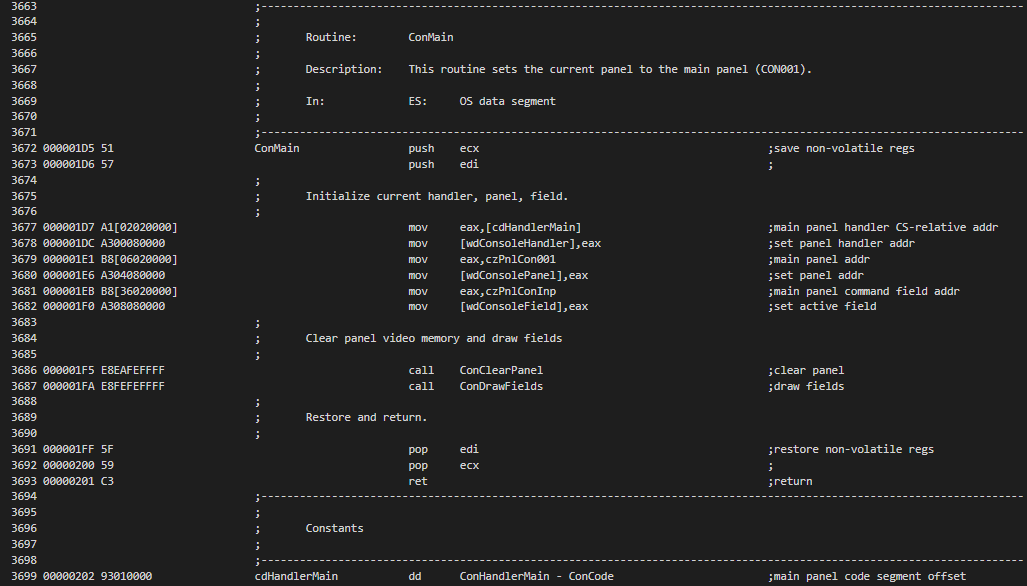 3663 ;-----------------------------------------------------------------------------------------------------------------------
3664 ;
3665 ; Routine: ConMain
3666 ;
3667 ; Description: This routine sets the current panel to the main panel (CON001).
3668 ;
3669 ; In: ES: OS data segment
3670 ;
3671 ;-----------------------------------------------------------------------------------------------------------------------
3672 000001D5 51 ConMain push ecx ;save non-volatile regs
3673 000001D6 57 push edi ;
3674 ;
3675 ; Initialize current handler, panel, field.
3676 ;
3677 000001D7 A1[02020000] mov eax,[cdHandlerMain] ;main panel handler CS-relative addr
3678 000001DC A300080000 mov [wdConsoleHandler],eax ;set panel handler addr
3679 000001E1 B8[06020000] mov eax,czPnlCon001 ;main panel addr
3680 000001E6 A304080000 mov [wdConsolePanel],eax ;set panel addr
3681 000001EB B8[36020000] mov eax,czPnlConInp ;main panel command field addr
3682 000001F0 A308080000 mov [wdConsoleField],eax ;set active field
3683 ;
3684 ; Clear panel video memory and draw fields
3685 ;
3686 000001F5 E8EAFEFFFF call ConClearPanel ;clear panel
3687 000001FA E8FEFEFFFF call ConDrawFields ;draw fields
3688 ;
3689 ; Restore and return.
3690 ;
3691 000001FF 5F pop edi ;restore non-volatile regs
3692 00000200 59 pop ecx ;
3693 00000201 C3 ret ;return
3694 ;-----------------------------------------------------------------------------------------------------------------------
3695 ;
3696 ; Constants
3697 ;
3698 ;-----------------------------------------------------------------------------------------------------------------------
3699 00000202 93010000 cdHandlerMain dd ConHandlerMain - ConCode ;main panel code segment offset